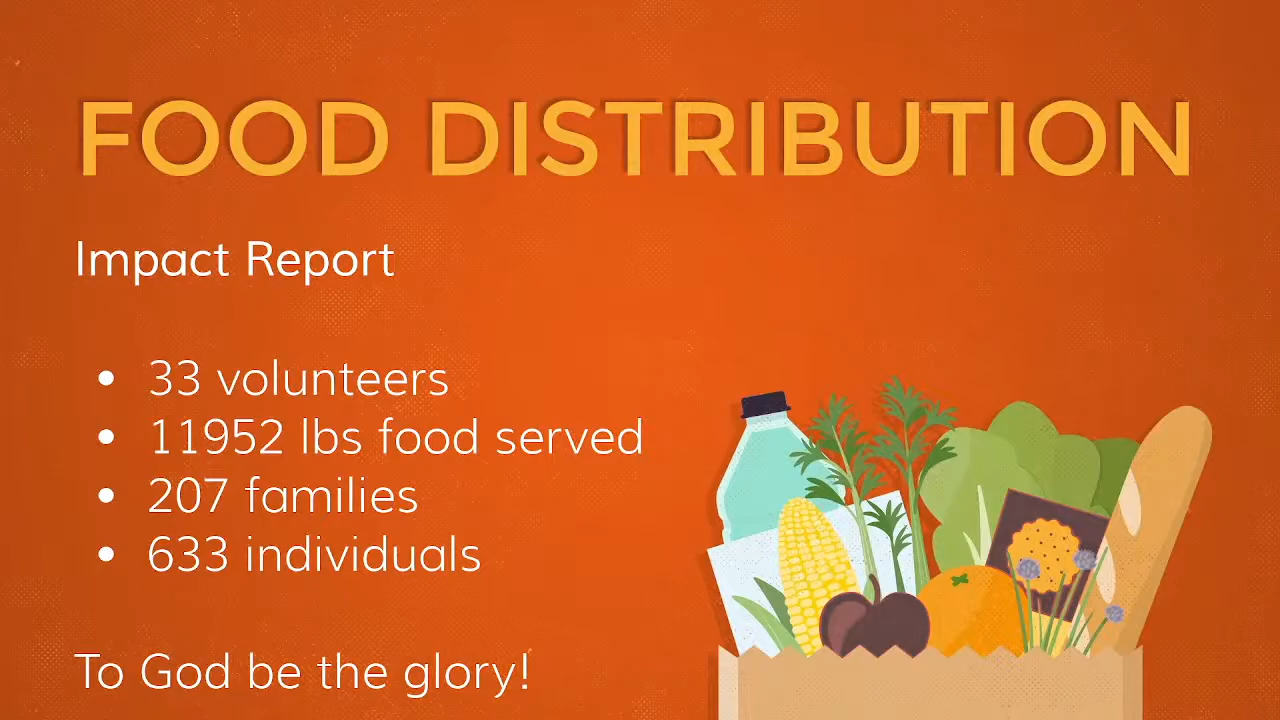 FOOD DISTRIBUTION
Impact Report
• 33 volunteers
• 11952 lbs food served
• 207 families
• 633 individuals
To God be the glory!